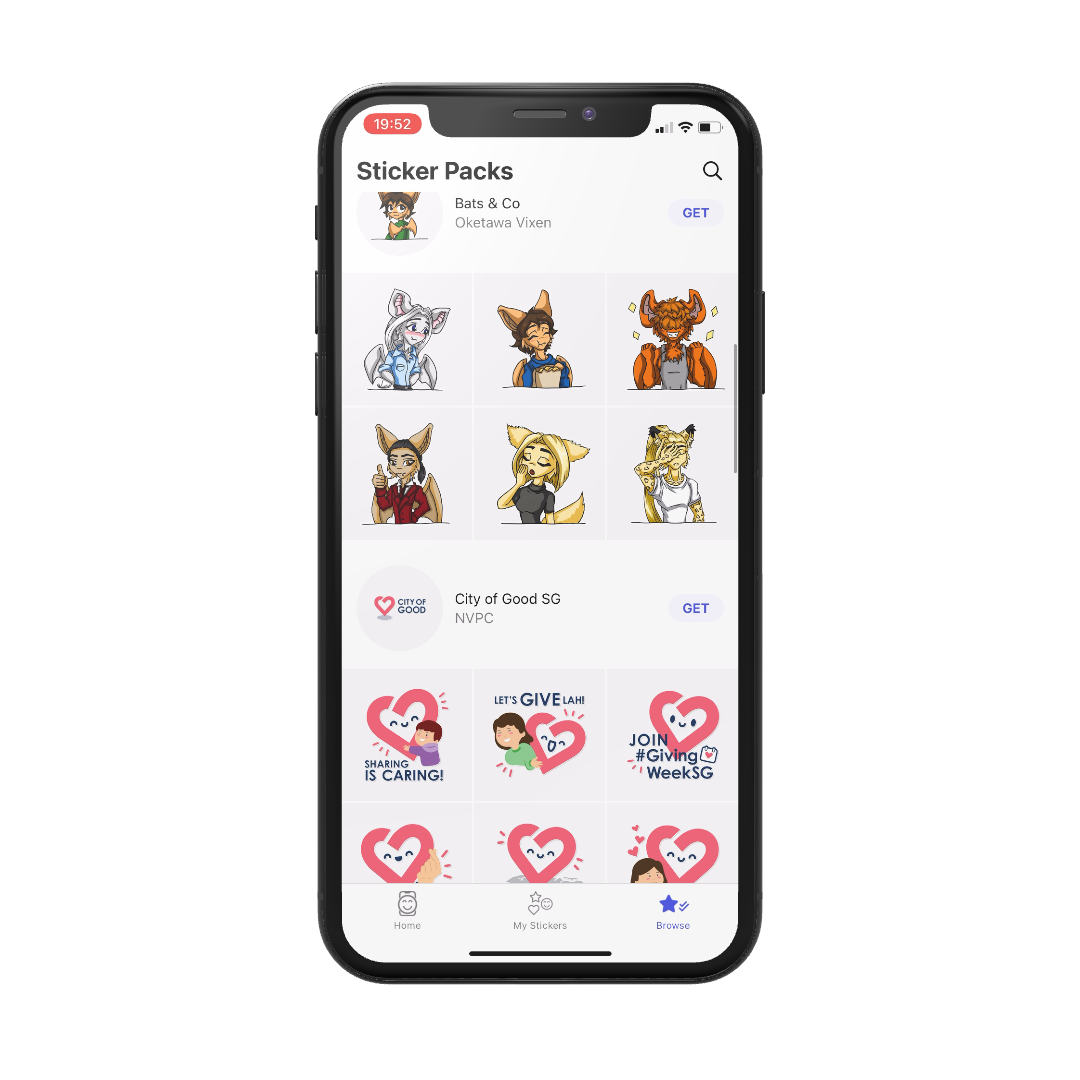 19:52
Sticker Packs
Bats & Co
Oketawa Vixen
GET
CITY OF
GOOD
City of Good SG
NVPC
GET
SHARING
IS CARING!
LET'S GIVE LAH!
JOIN
#Giving
WeekSG
Home
My Stickers
Browse